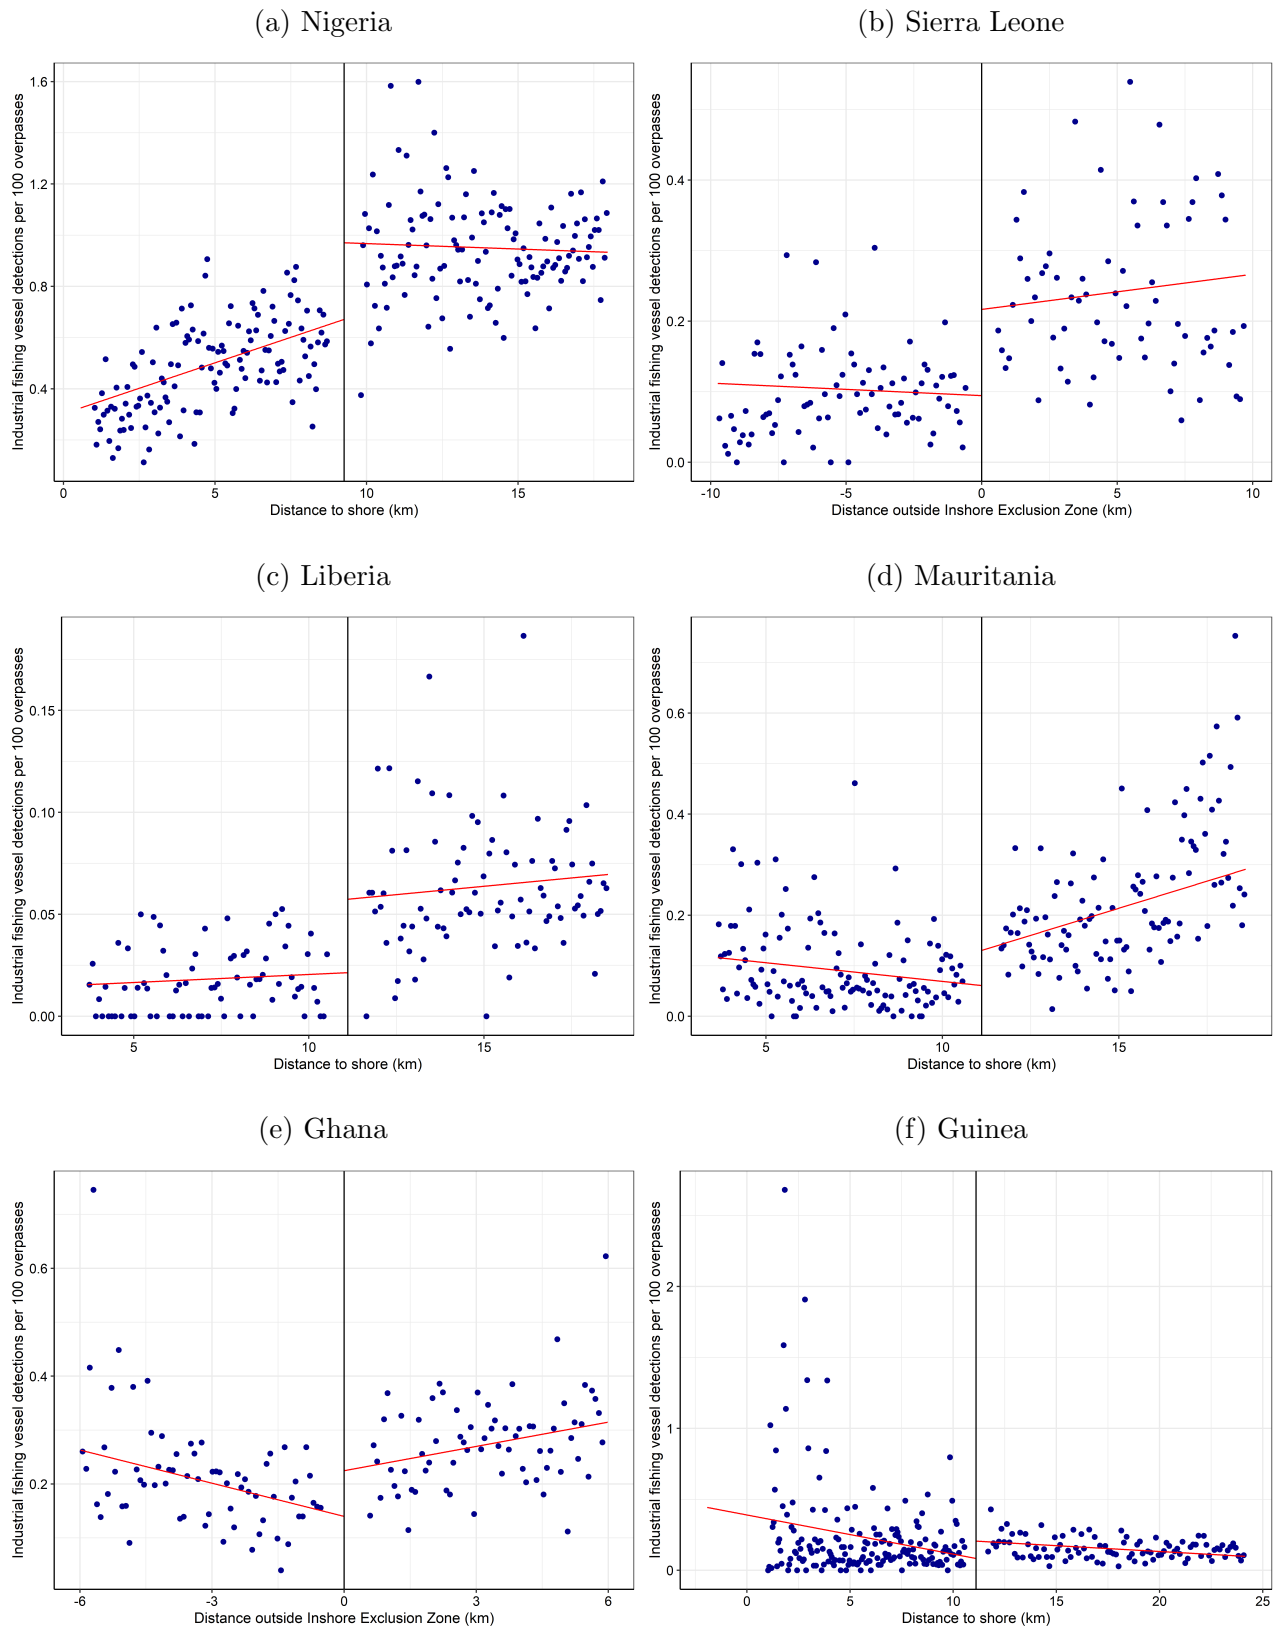 (a) Nigeria
Industrial fishing vessel detections per 100 overpasses
1.6
1.2
0.8
0.4
0 5 10 15
Distance to shore (km)
(b) Sierra Leone
Industrial fishing vessel detections per 100 overpasses
0.4
0.2
0.0
-10 -5 0 5 10
Distance outside Inshore Exclusion Zone (km)
(c) Liberia
Industrial fishing vessel detections per 100 overpasses
0.15
0.10
0.05
0.00
5 10 15
Distance to shore (km)
(d) Mauritania
Industrial fishing vessel detections per 100 overpasses
0.6
0.4
0.2
0.0
5 10 15
Distance to shore (km)
(e) Ghana
Industrial fishing vessel detections per 100 overpasses
0.6
0.4
0.2
-6 -3 0 3 6
Distance outside Inshore Exclusion Zone (km)
(f) Guinea
Industrial fishing vessel detections per 100 overpasses
2
1
0
0 5 10 15 20 25
Distance to shore (km)